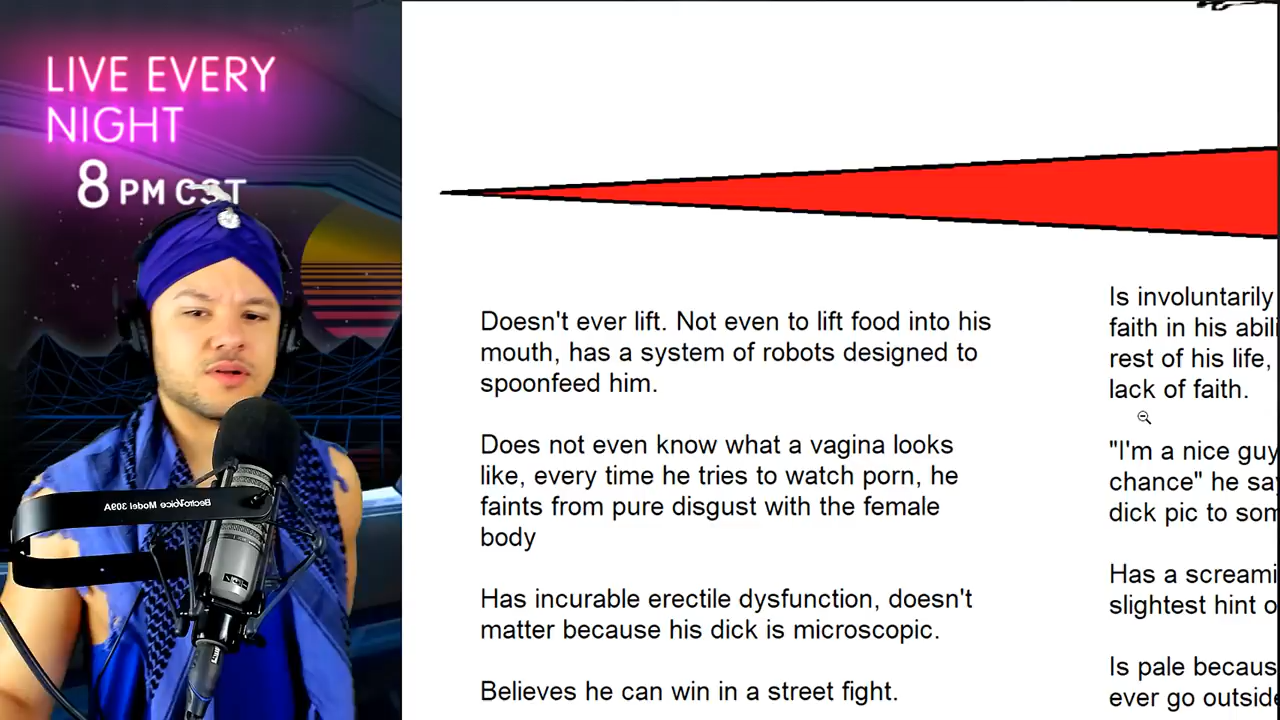 LIVE EVERY
NIGHT
8 PM CST
BectroVoice Model 309A
Doesn't ever lift. Not even to lift food into his
mouth, has a system of robots designed to
spoonfeed him.
Does not even know what a vagina looks
like, every time he tries to watch porn, he
faints from pure disgust with the female
body
Has incurable erectile dysfunction, doesn't
matter because his dick is microscopic.
Believes he can win in a street fight.
Is involuntarily
faith in his abil
rest of his life,
lack of faith.
"I'm a nice guy
chance" he say
dick pic to som
Has a screami
slightest hint o
Is pale becaus
ever go outside